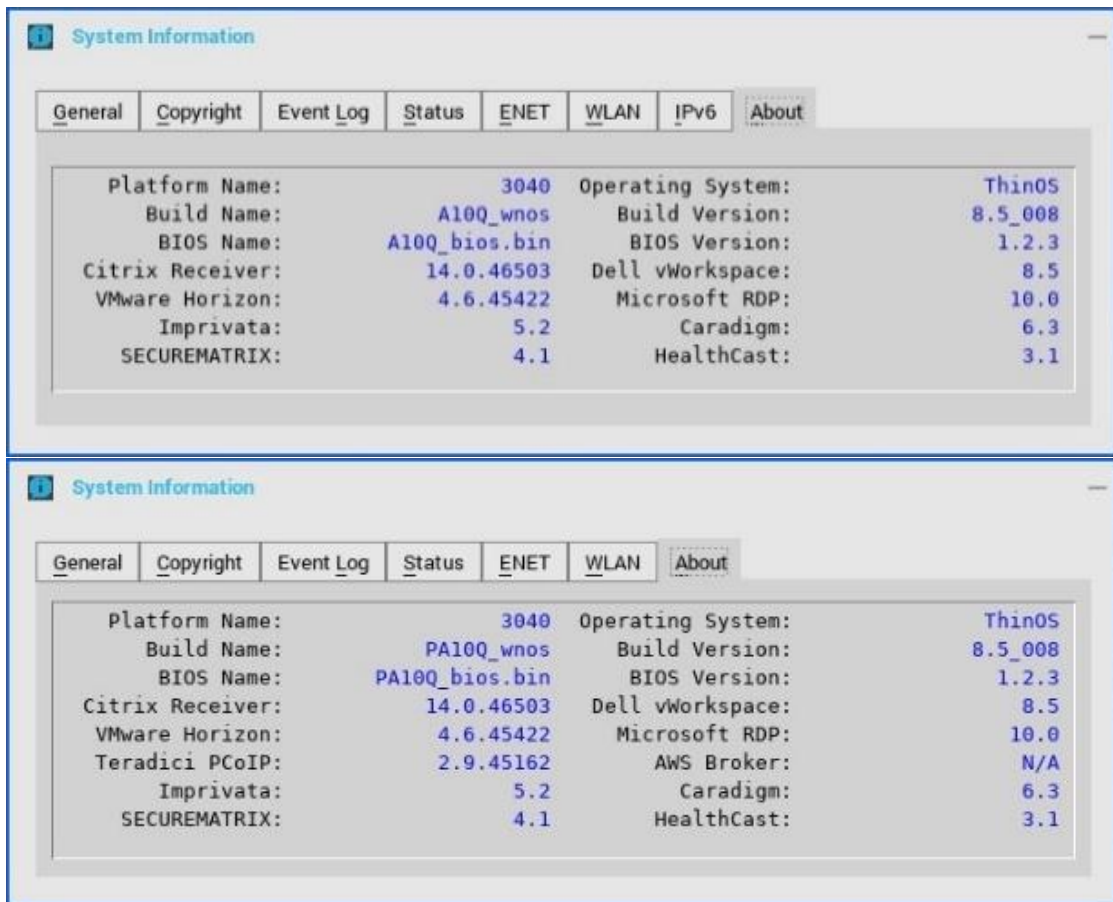 System Information
General Copyright Event Log Status ENET WLAN IPv6 About
Platform Name: 3040 Operating System: ThinOS
Build Name: A10Q_wnos Build Version: 8.5_008
BIOS Name: A10Q_bios.bin BIOS Version: 1.2.3
Citrix Receiver: 14.0.46503 Dell vWorkspace: 8.5
VMware Horizon: 4.6.45422 Microsoft RDP: 10.0
Imprivata: 5.2 Caradigm: 6.3
SECUREMATRIX: 4.1 HealthCast: 3.1
System Information
General Copyright Event Log Status ENET WLAN About
Platform Name: 3040 Operating System: ThinOS
Build Name: PA10Q_wnos Build Version: 8.5_008
BIOS Name: PA10Q_bios.bin BIOS Version: 1.2.3
Citrix Receiver: 14.0.46503 Dell vWorkspace: 8.5
VMware Horizon: 4.6.45422 Microsoft RDP: 10.0
Teradici PCoIP: 2.9.45162 AWS Broker: N/A
Imprivata: 5.2 Caradigm: 6.3
SECUREMATRIX: 4.1 HealthCast: 3.1